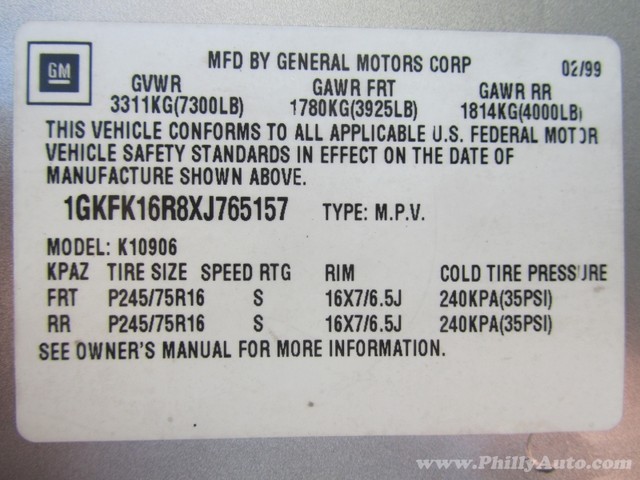 GM
MFD BY GENERAL MOTORS CORP 02/99
GVWR GAWR FRT GAWR RR
3311KG(7300LB) 1780KG(3925LB) 1814KG(4000LB)
THIS VEHICLE CONFORMS TO ALL APPLICABLE U.S. FEDERAL MOTOR
VEHICLE SAFETY STANDARDS IN EFFECT ON THE DATE OF
MANUFACTURE SHOWN ABOVE.
1GKFK16R8XJ765157 TYPE: M.P.V.
MODEL: K10906
KPAZ TIRE SIZE SPEED RTG RIM COLD TIRE PRESSURE
FRT P245/75R16 S 16X7/6.5J 240KPA(35PSI)
RR P245/75R16 S 16X7/6.5J 240KPA(35PSI)
SEE OWNER'S MANUAL FOR MORE INFORMATION.
www.PhillyAuto.com